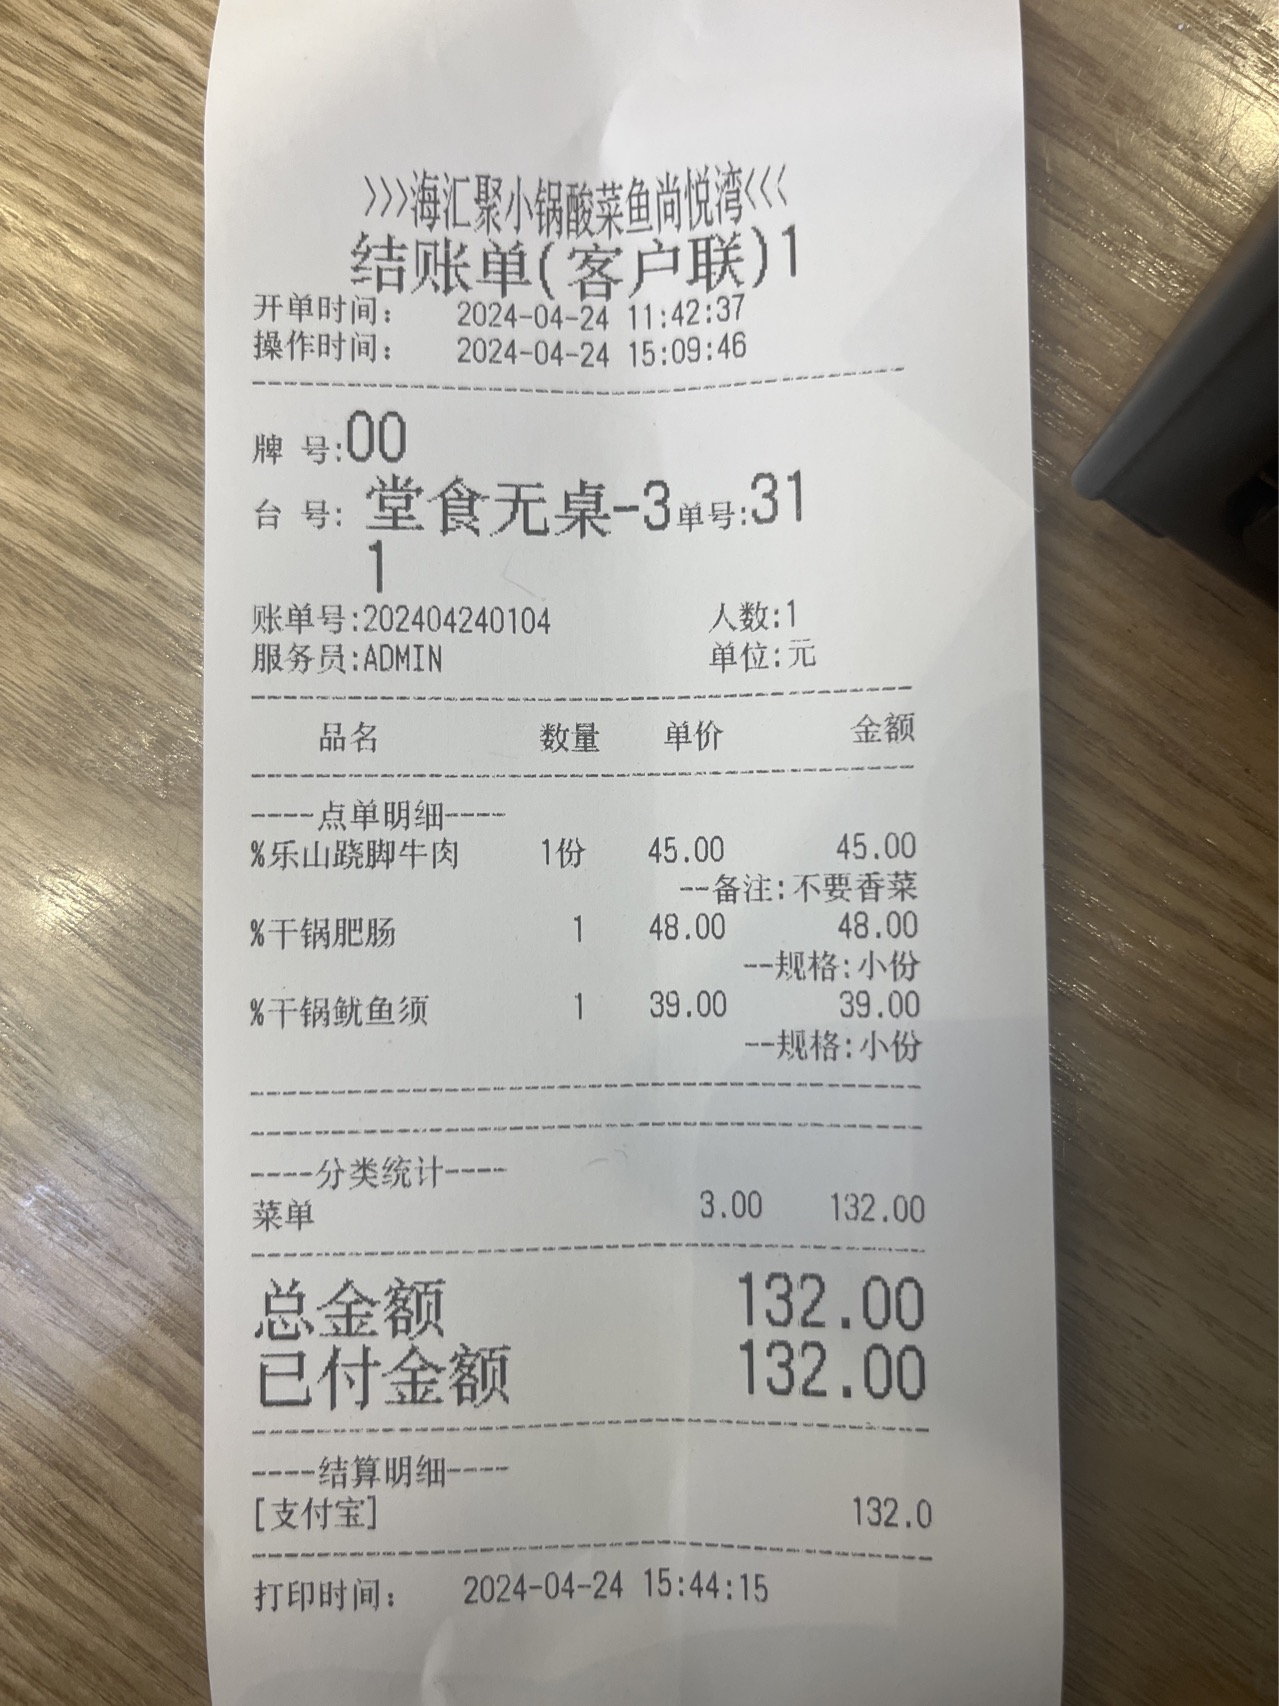 >>>海汇聚小锅酸菜鱼尚悦湾<<<
结账单(客户联)1
开单时间： 2024-04-24 11:42:37
操作时间： 2024-04-24 15:09:46
牌 号:00
台 号: 堂食无桌-3单号:31
1
账单号:202404240104 人数:1
服务员:ADMIN 单位:元
品名 数量 单价 金额
----点单明细----
%乐山跷脚牛肉 1份 45.00 45.00
--备注:不要香菜
%干锅肥肠 1 48.00 48.00
--规格:小份
%干锅鱿鱼须 1 39.00 39.00
--规格:小份
----分类统计----
菜单 3.00 132.00
总金额 132.00
已付金额 132.00
----结算明细----
[支付宝] 132.0
打印时间： 2024-04-24 15:44:15